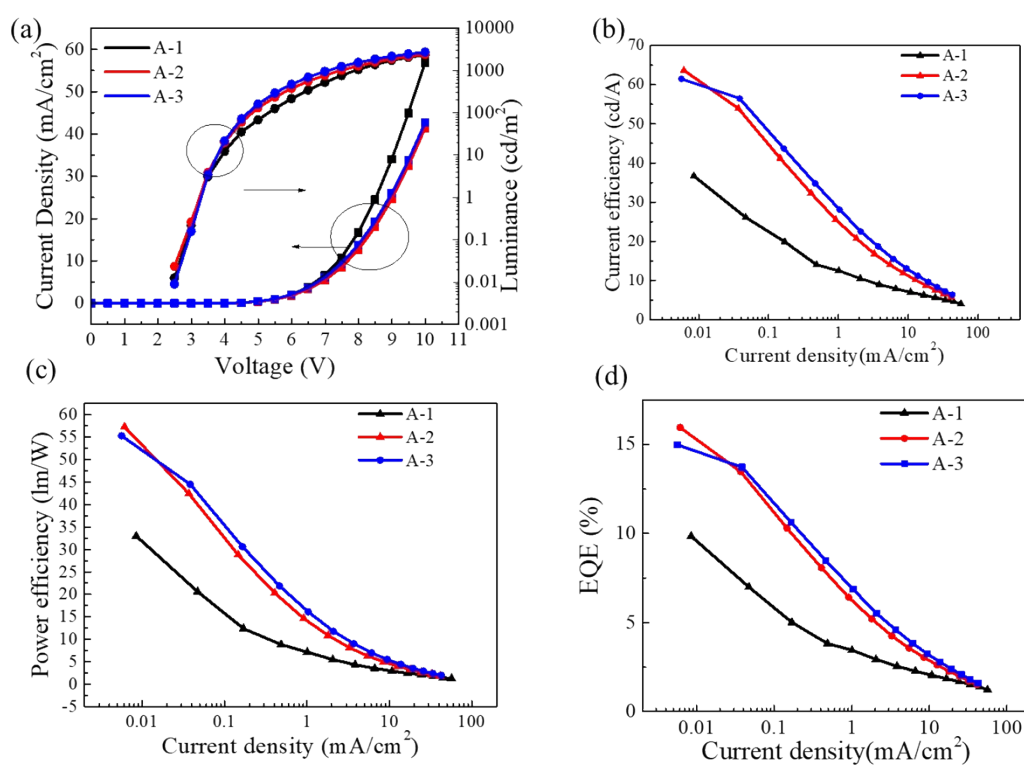 (a)
A-1
A-2
A-3
Current Density (mA/cm²)
60
50
40
30
20
10
0
0 1 2 3 4 5 6 7 8 9 10 11
Voltage (V)
10000
1000
100
10
1
0.1
0.01
0.001
Luminance (cd/m²)
(b)
A-1
A-2
A-3
Current efficiency (cd/A)
70
60
50
40
30
20
10
0
0.01 0.1 1 10 100
Current density(mA/cm²)
(c)
A-1
A-2
A-3
Power efficiency (lm/W)
60
55
50
45
40
35
30
25
20
15
10
5
0
-5
0.01 0.1 1 10 100
Current density (mA/cm²)
(d)
A-1
A-2
A-3
EQE (%)
15
10
5
0
0.01 0.1 1 10 100
Current density(mA/cm²)